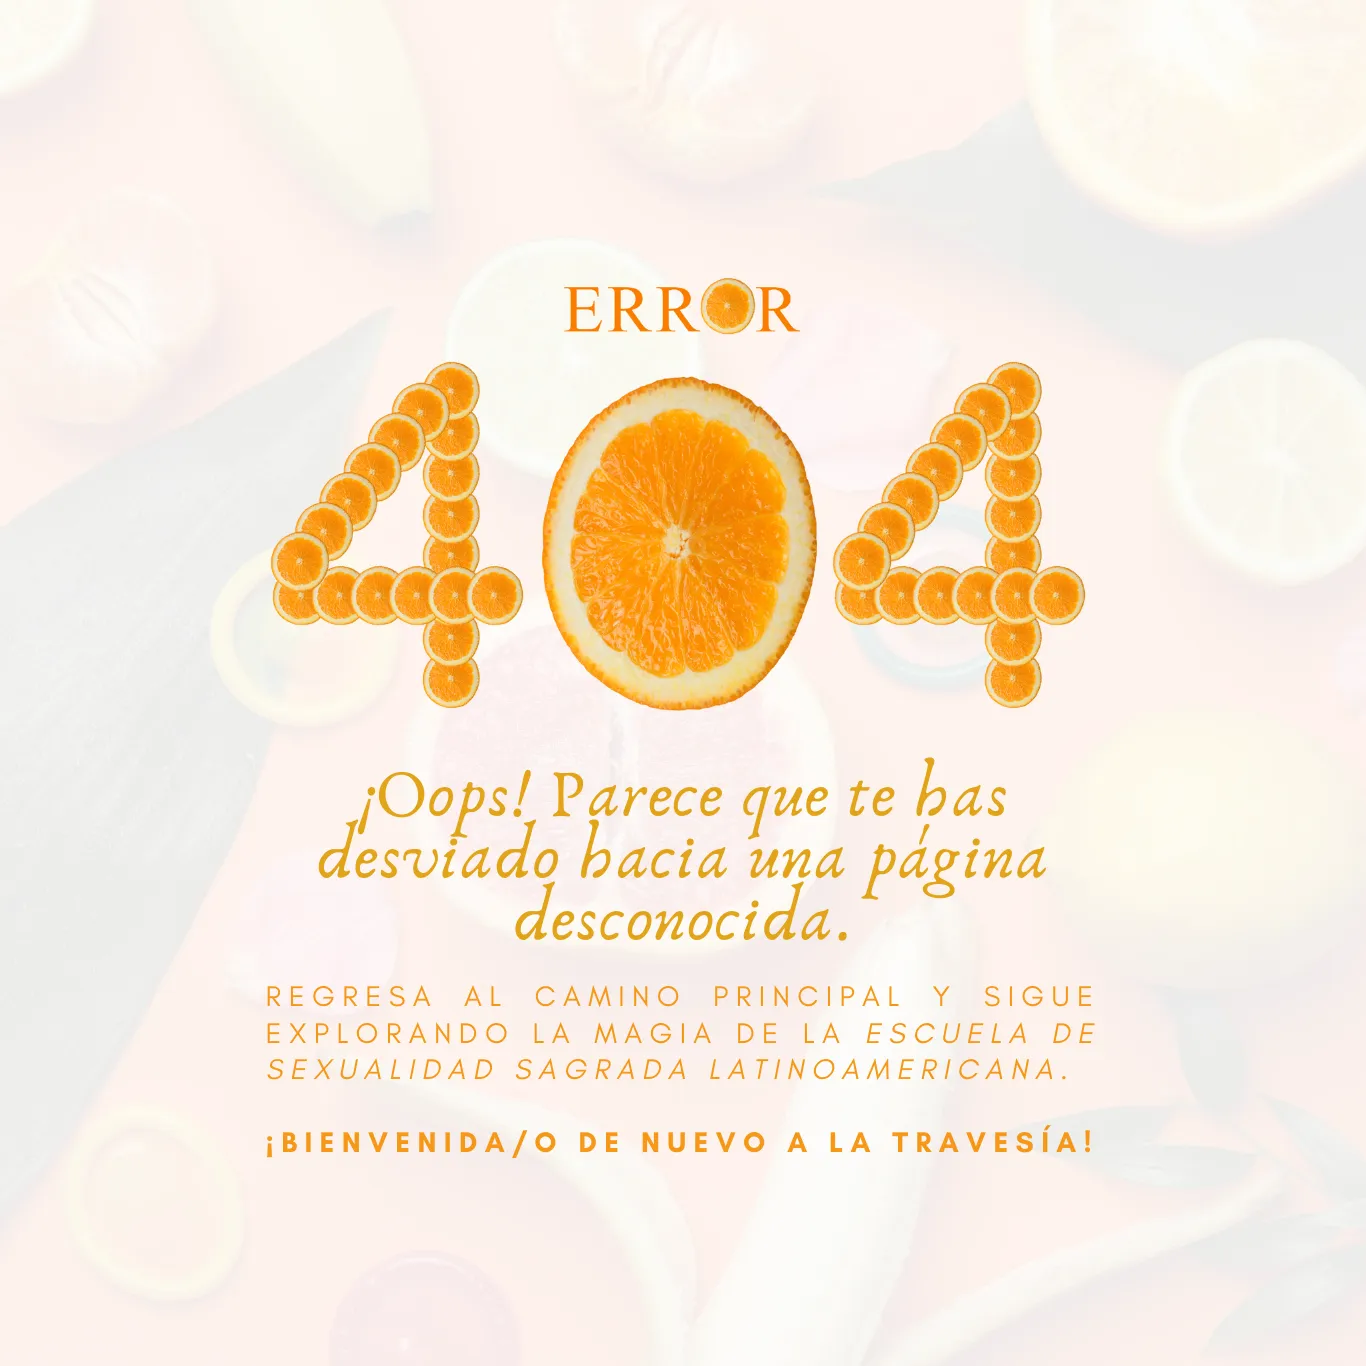 ERROR
404
¡Oops! Parece que te has
desviado hacia una página
desconocida.
REGRESA AL CAMINO PRINCIPAL Y SIGUE
EXPLORANDO LA MAGIA DE LA ESCUELA DE
SEXUALIDAD SAGRADA LATINOAMERICANA.
¡BIENVENIDA/O DE NUEVO A LA TRAVESÍA!